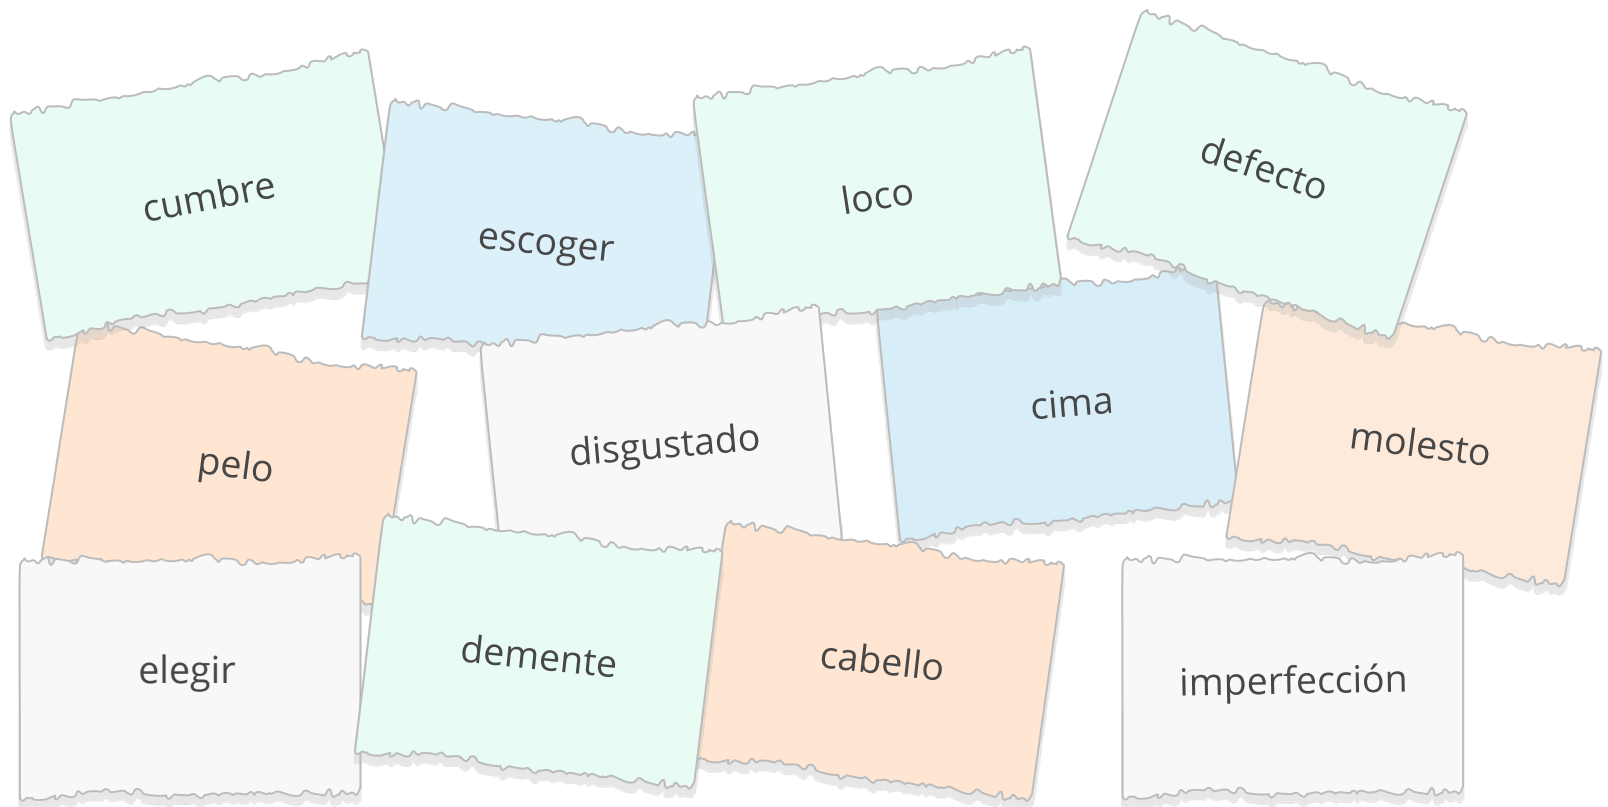 cumbre
escoger
loco
defecto
pelo
disgustado
cima
molesto
elegir
demente
cabello
imperfección